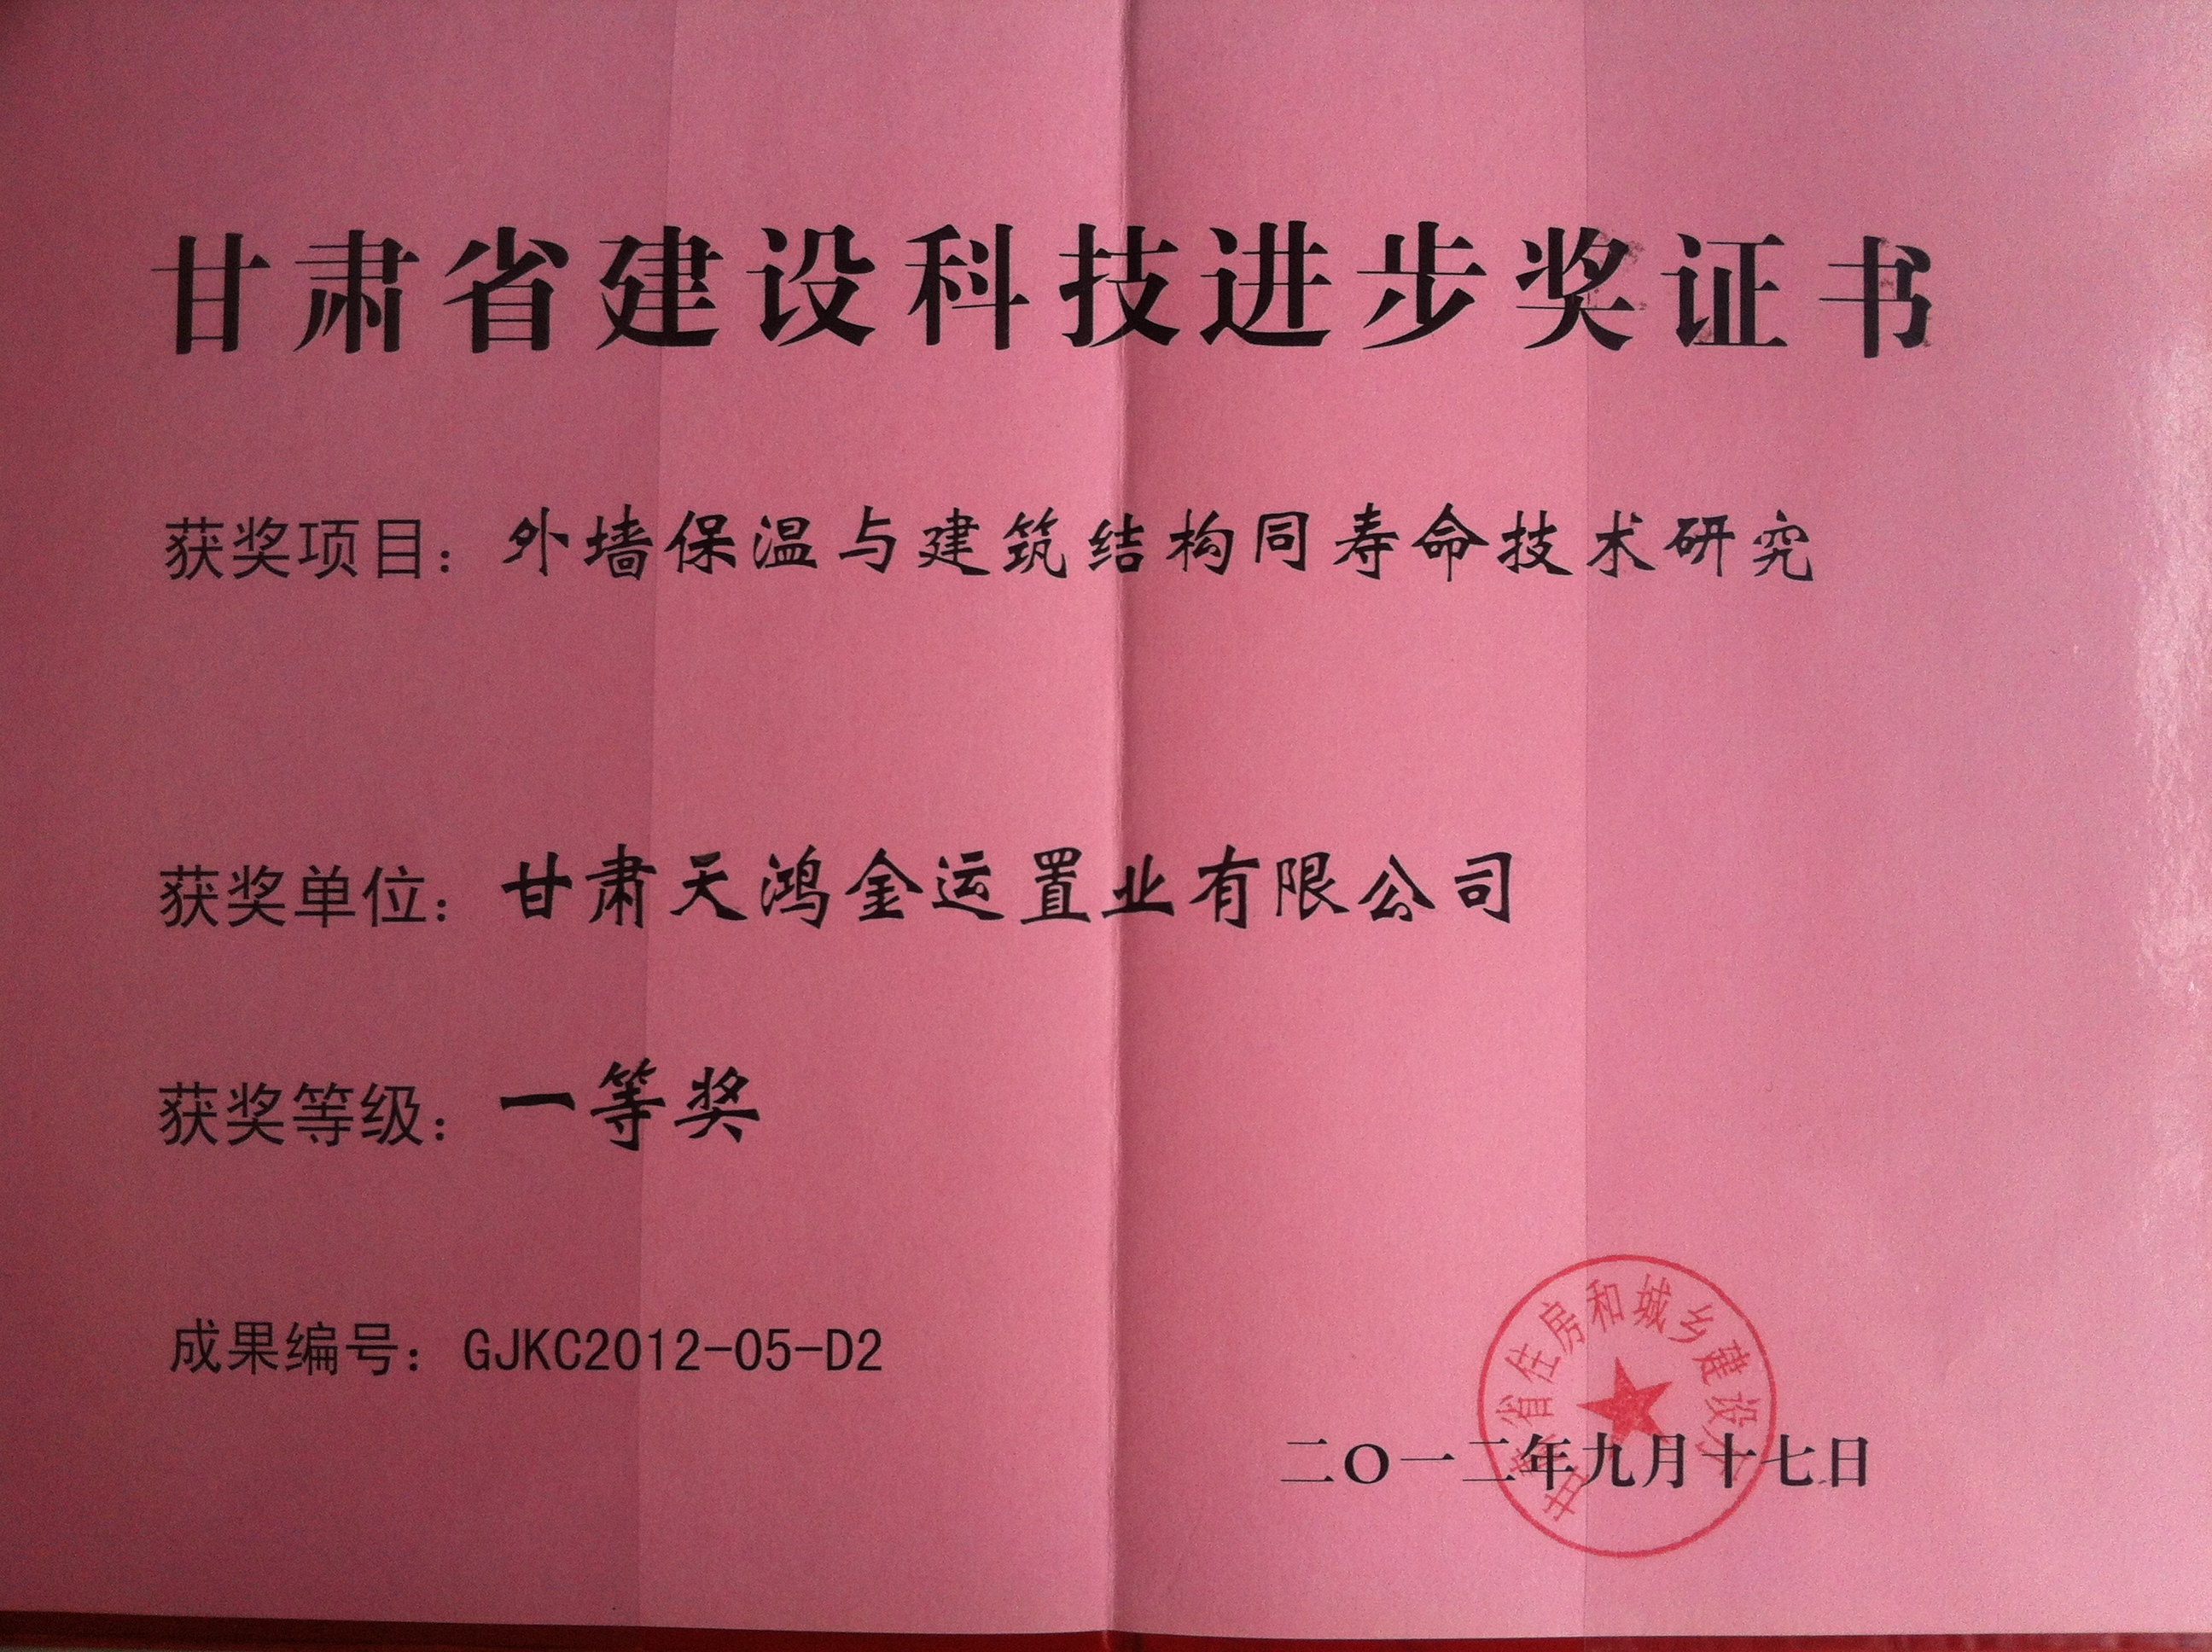 甘肃省建设科技进步奖证书
获奖项目：外墙保温与建筑结构同寿命技术研究
获奖单位：甘肃天鸿金运置业有限公司
获奖等级：一等奖
成果编号：GJKC2012-05-D2
甘肃省住房和城乡建设厅
二〇一二年九月十七日